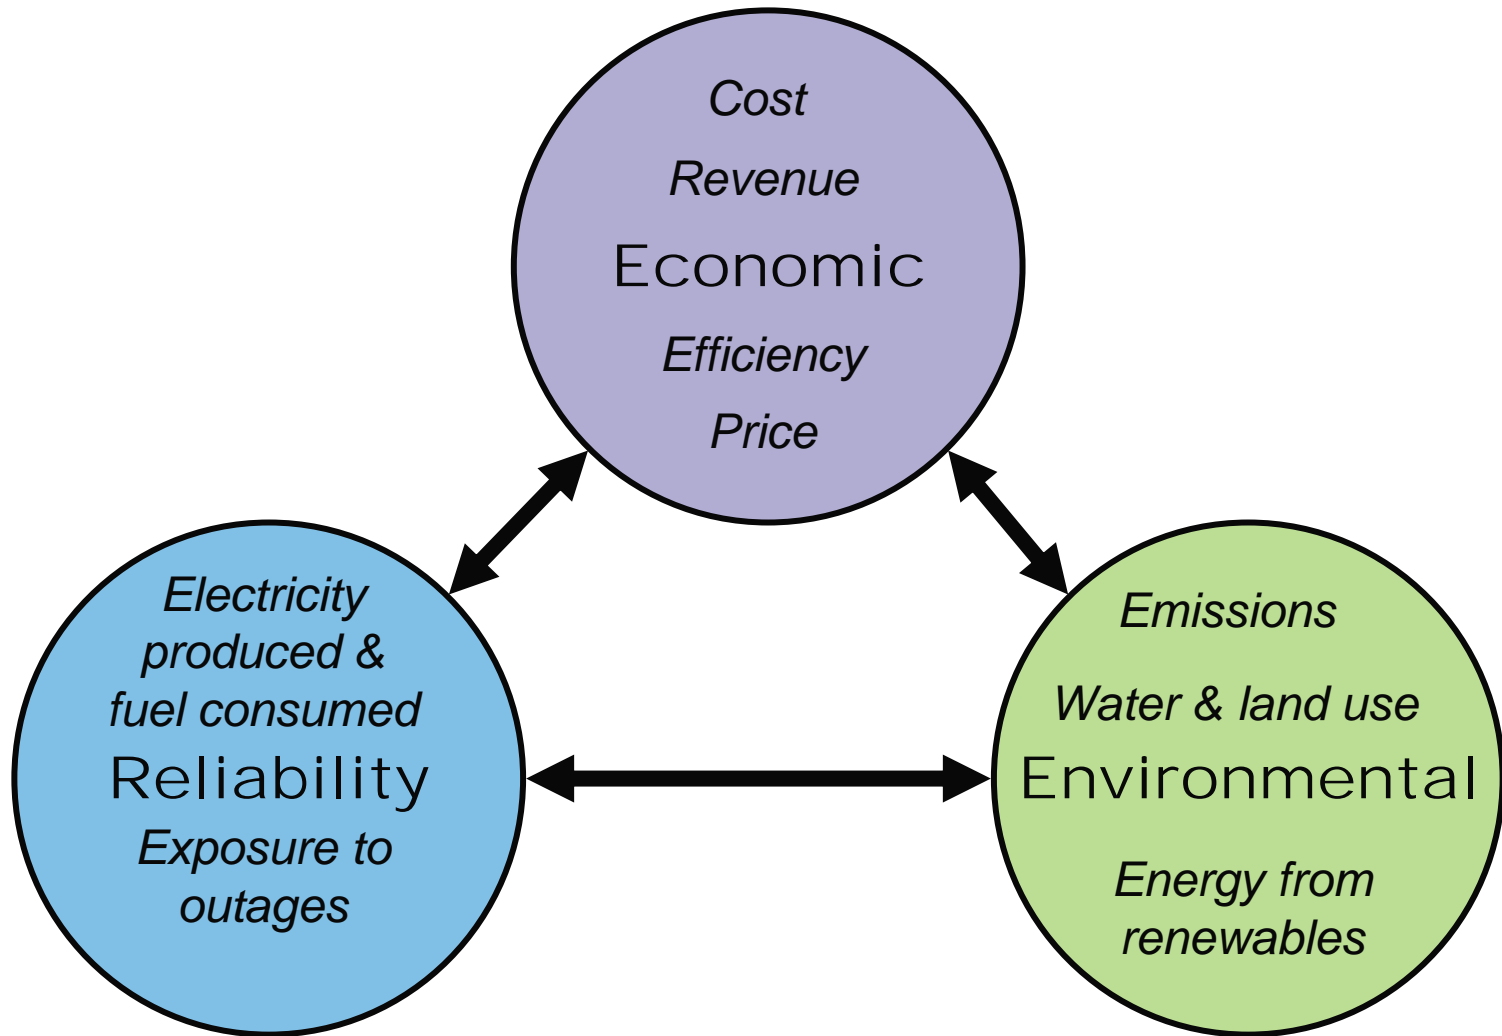 Cost
Revenue
Economic
Efficiency
Price
Electricity
produced &
fuel consumed
Reliability
Exposure to
outages
Emissions
Water & land use
Environmental
Energy from
renewables